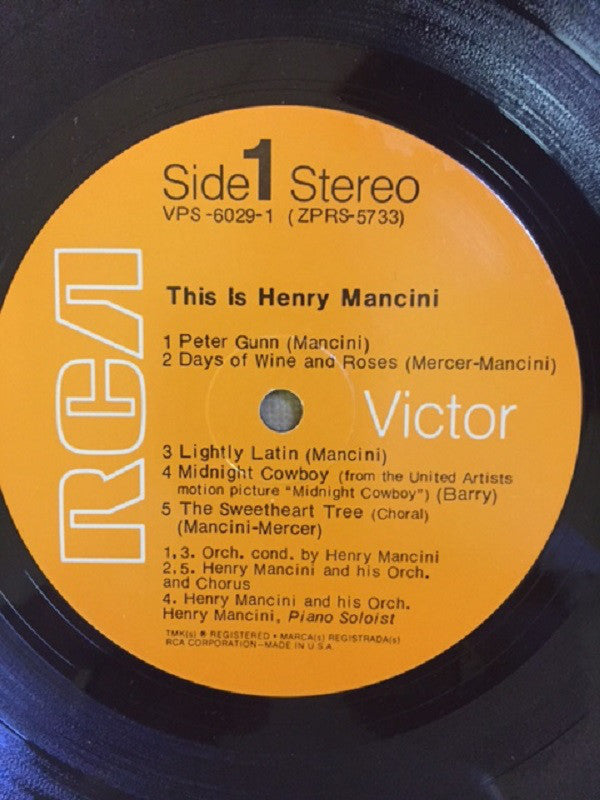 Side 1 Stereo
VPS-6029-1 (ZPRS-5733)
This Is Henry Mancini
1 Peter Gunn (Mancini)
2 Days of Wine and Roses (Mercer-Mancini)
RCA
Victor
3 Lightly Latin (Mancini)
4 Midnight Cowboy (from the United Artists
motion picture "Midnight Cowboy") (Barry)
5 The Sweetheart Tree (Choral)
(Mancini-Mercer)
1, 3. Orch. cond. by Henry Mancini
2, 5. Henry Mancini and his Orch.
and Chorus
4. Henry Mancini and his Orch.
Henry Mancini, Piano Soloist
TMK(s) ® REGISTERED • MARCA(s) REGISTRADA(s)
RCA CORPORATION—MADE IN U.S.A.